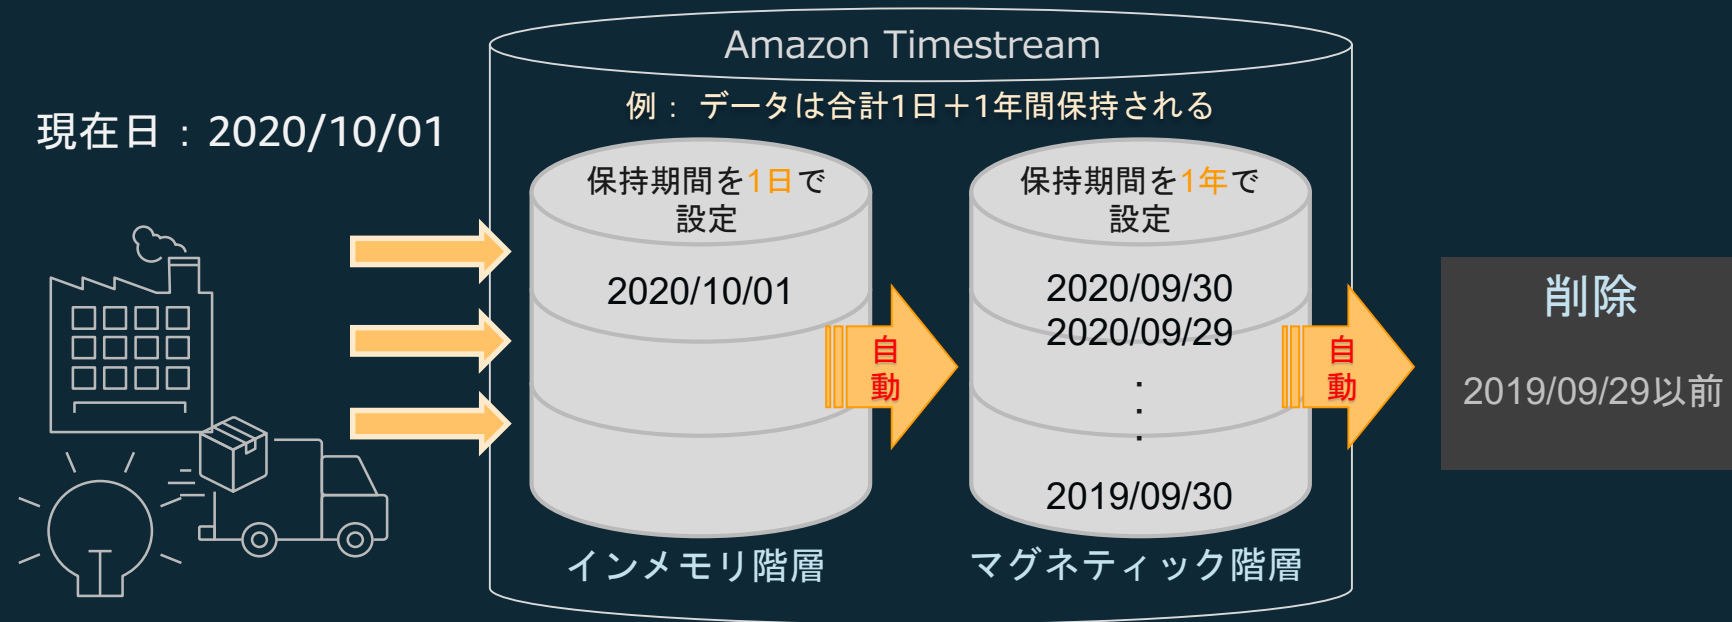 Amazon Timestream
例： データは合計1日＋1年間保持される
現在日：2020/10/01
保持期間を1日で
設定
2020/10/01
インメモリ階層
自
動
保持期間を1年で
設定
2020/09/30
2020/09/29
.
.
.
2019/09/30
マグネティック階層
自
動
削除
2019/09/29以前